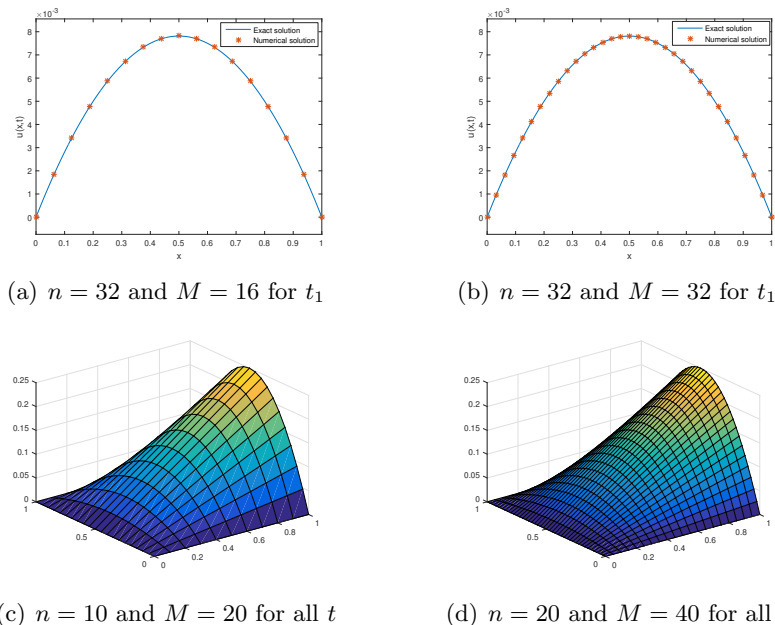 ×10⁻³ ×10⁻³
8 Exact solution 8 Exact solution
Numerical solution Numerical solution
7 7
6 6
5 5
u(x,t) u(x,t)
4 4
3 3
2 2
1 1
0 0
0 0.1 0.2 0.3 0.4 0.5 0.6 0.7 0.8 0.9 1 0 0.1 0.2 0.3 0.4 0.5 0.6 0.7 0.8 0.9 1
x x
(a) n = 32 and M = 16 for t₁ (b) n = 32 and M = 32 for t₁
0.25 0.25
0.2 0.2
0.15 0.15
0.1 0.1
0.05 0.05
0 0
1 1 1 1
0.8 0.8
0.5 0.6 0.5 0.6
0.4 0.4
0.2 0.2
0 0 0 0
(c) n = 10 and M = 20 for all t (d) n = 20 and M = 40 for all